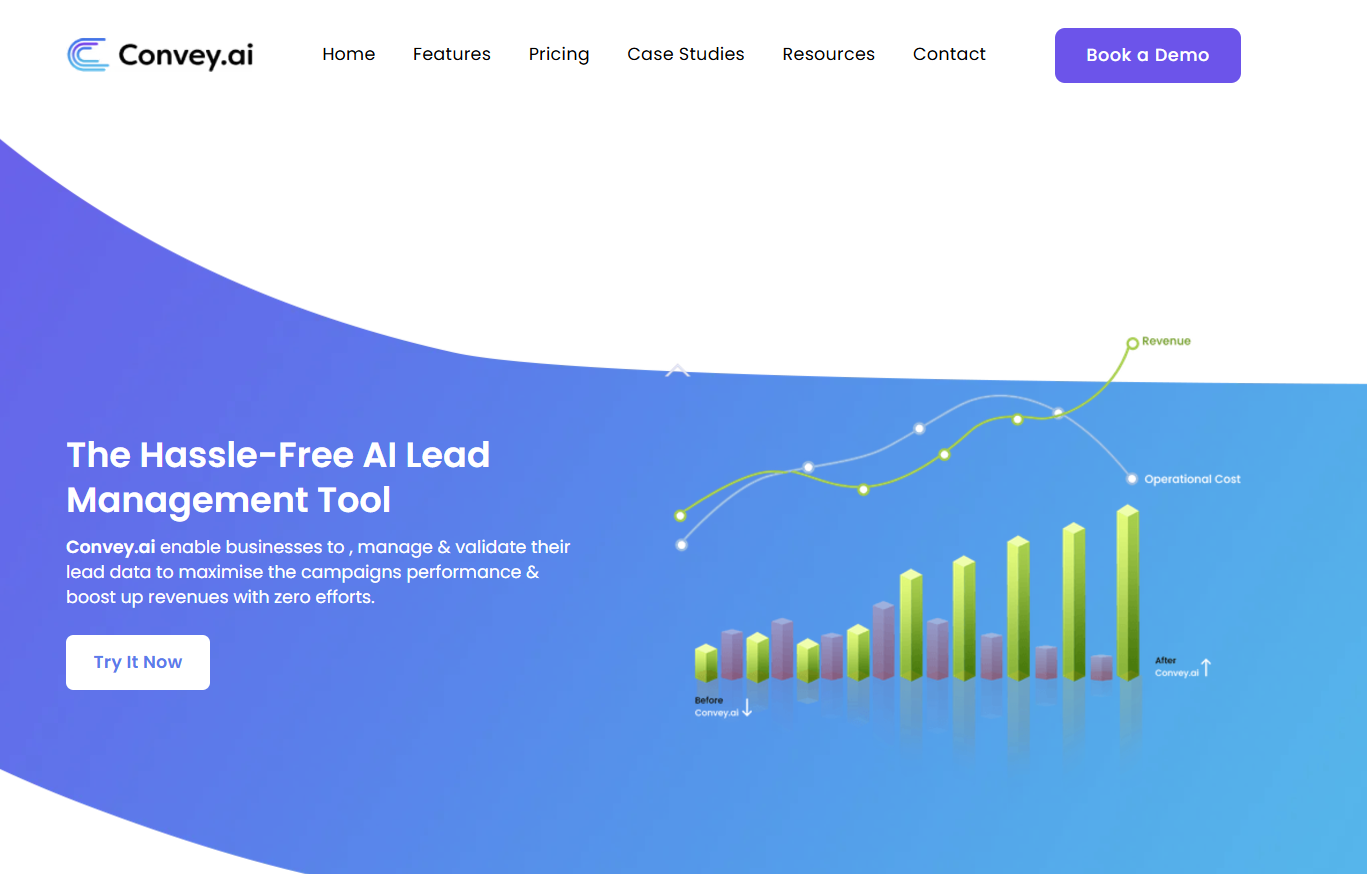 Convey.ai
Home
Features
Pricing
Case Studies
Resources
Contact
Book a Demo
The Hassle-Free AI Lead
Management Tool
Convey.ai enable businesses to , manage & validate their
lead data to maximise the campaigns performance &
boost up revenues with zero efforts.
Try It Now
Revenue
Operational Cost
Before
Convey.ai
After
Convey.ai